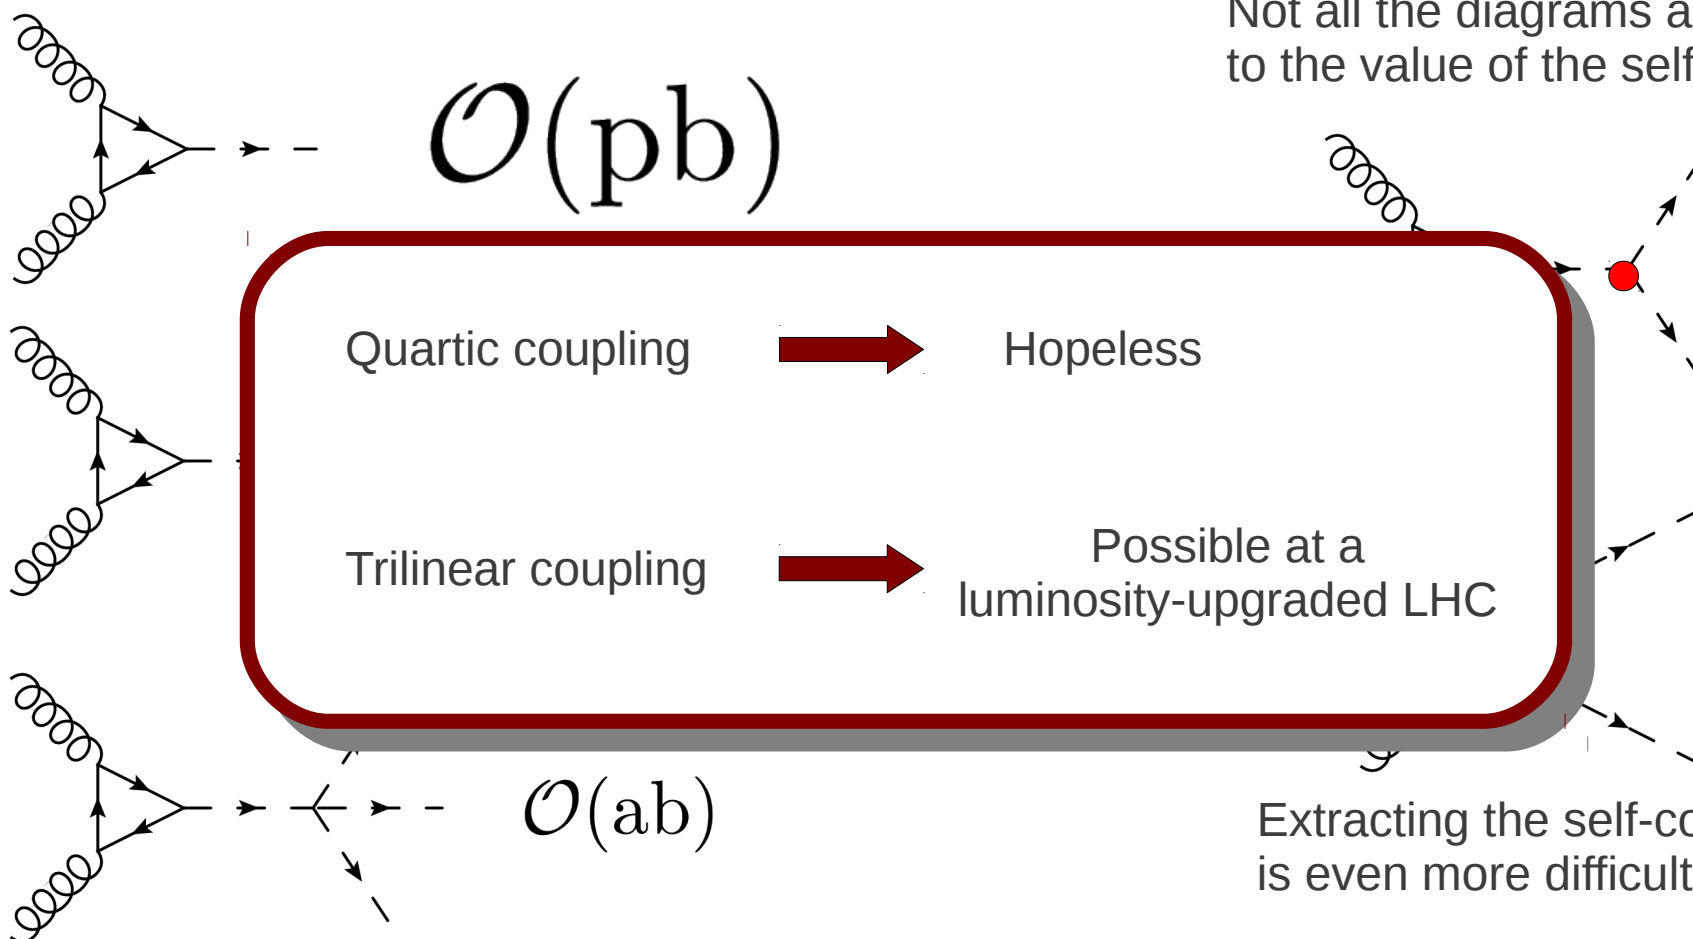 Not all the diagrams a
to the value of the self
O(pb)
Quartic coupling Hopeless
Trilinear coupling Possible at a
luminosity-upgraded LHC
O(ab)
Extracting the self-co
is even more difficult